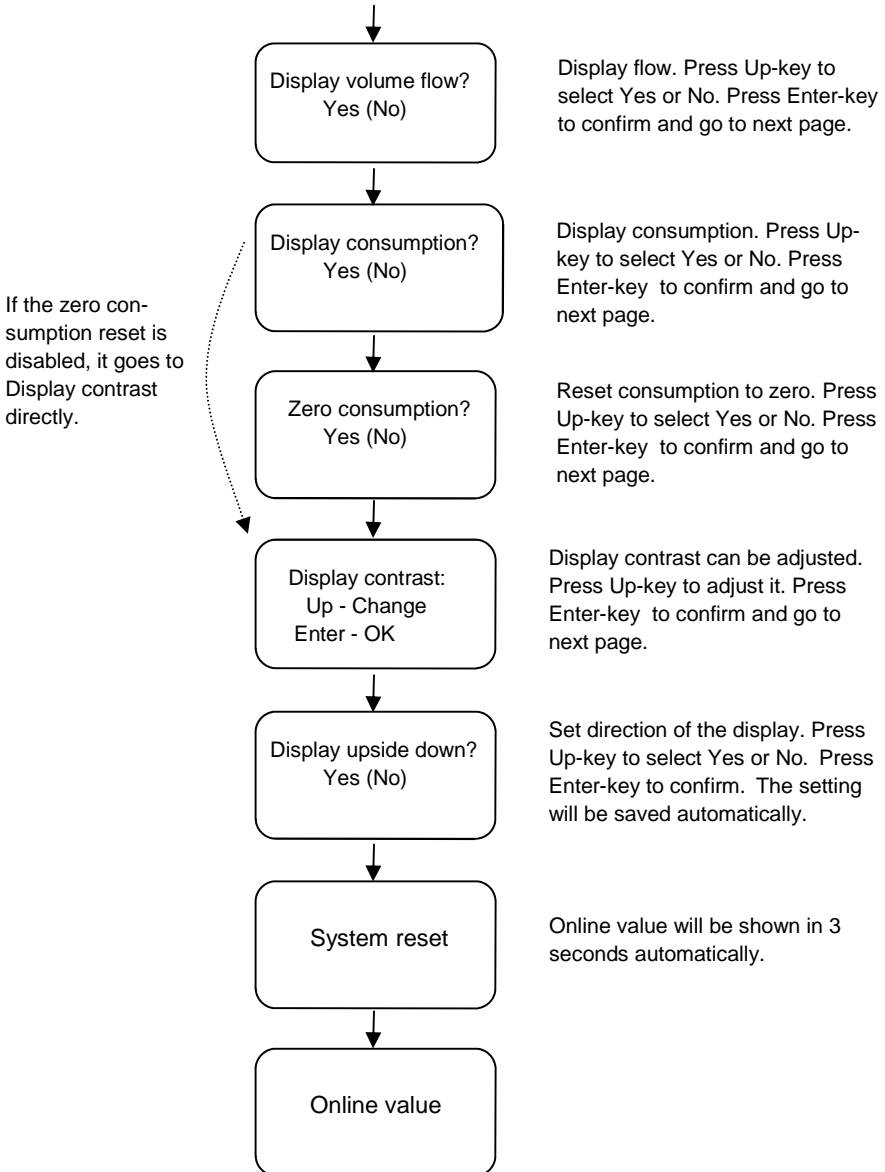 Display volume flow?
Yes (No)
Display flow. Press Up-key to
select Yes or No. Press Enter-key
to confirm and go to next page.
Display consumption?
Yes (No)
Display consumption. Press Up-
key to select Yes or No. Press
Enter-key  to confirm and go to
next page.
If the zero con-
sumption reset is
disabled, it goes to
Display contrast
directly.
Zero consumption?
Yes (No)
Reset consumption to zero. Press
Up-key to select Yes or No. Press
Enter-key  to confirm and go to
next page.
Display contrast:
Up - Change
Enter - OK
Display contrast can be adjusted.
Press Up-key to adjust it. Press
Enter-key  to confirm and go to
next page.
Display upside down?
Yes (No)
Set direction of the display. Press
Up-key to select Yes or No.  Press
Enter-key to confirm.  The setting
will be saved automatically.
System reset
Online value will be shown in 3
seconds automatically.
Online value